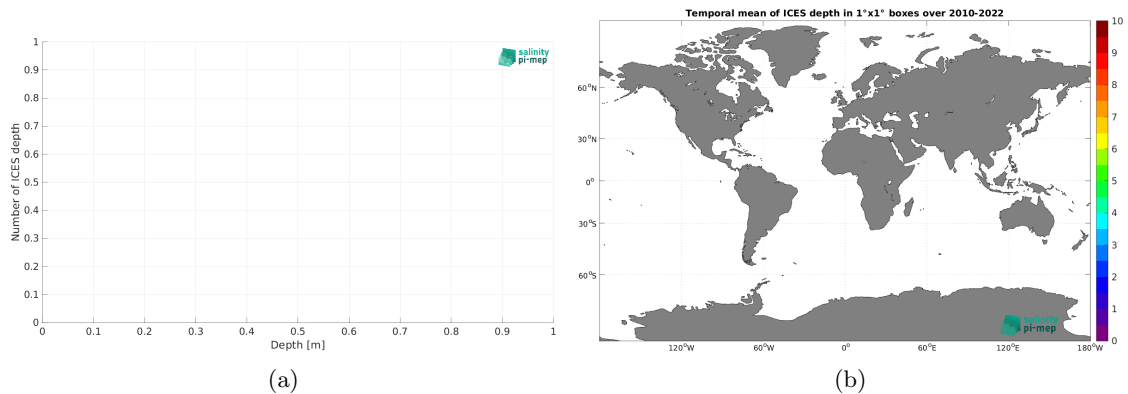 Number of ICES depth
1
0.9
0.8
0.7
0.6
0.5
0.4
0.3
0.2
0.1
0
0 0.1 0.2 0.3 0.4 0.5 0.6 0.7 0.8 0.9 1
Depth [m]
salinity
pi-mep
(a)
Temporal mean of ICES depth in 1°x1° boxes over 2010-2022
60°N
30°N
0°
30°S
60°S
120°W 60°W 0° 60°E 120°E 180°W
salinity
pi-mep
10
9
8
7
6
5
4
3
2
1
0
(b)